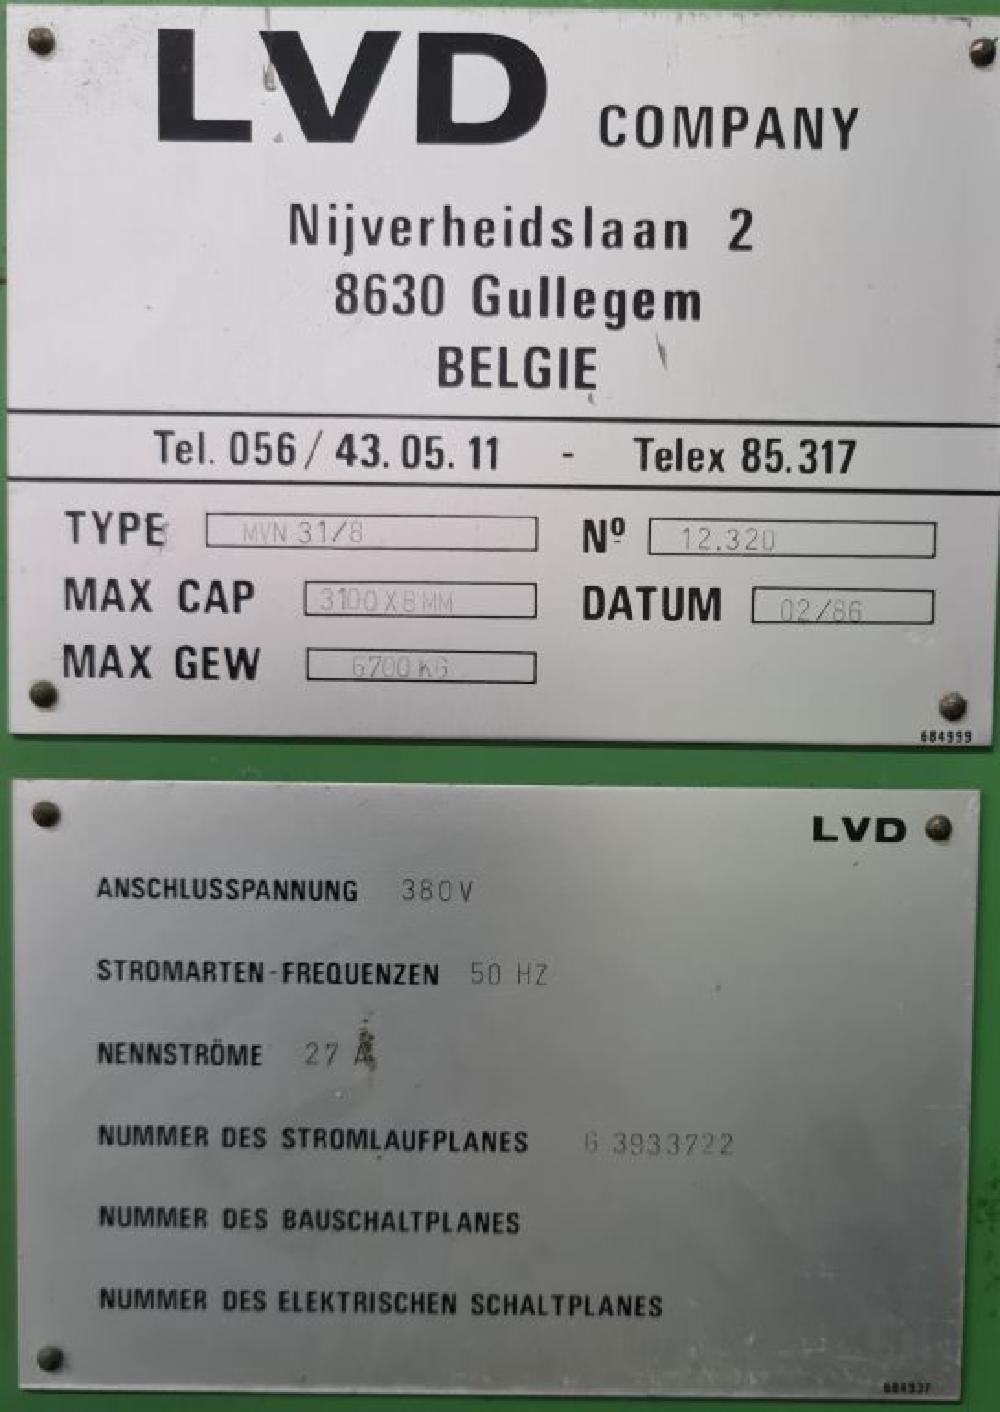 LVD COMPANY
Nijverheidslaan 2
8630 Gullegem
BELGIE
Tel. 056 / 43.05.11 - Telex 85.317
TYPE MVN 31/8 Nº 12.320
MAX CAP 3100 X 8 MM DATUM 02/86
MAX GEW 6700 KG
684999
LVD
ANSCHLUSSPANNUNG 380 V
STROMARTEN-FREQUENZEN 50 HZ
NENNSTRÖME 27 A
NUMMER DES STROMLAUFPLANES G 3933722
NUMMER DES BAUSCHALTPLANES
NUMMER DES ELEKTRISCHEN SCHALTPLANES